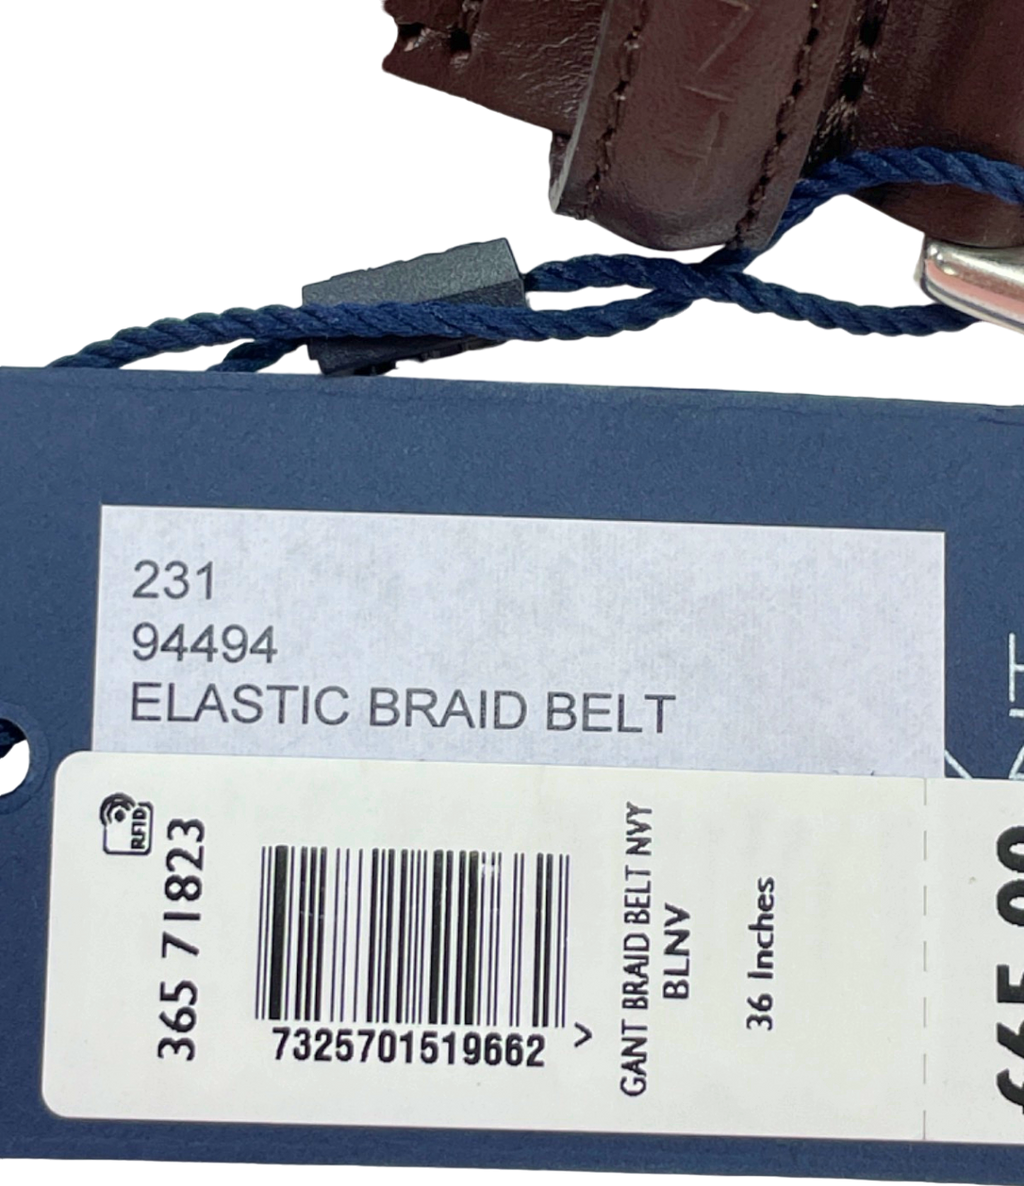 231
94494
ELASTIC BRAID BELT
RFID
365 71823
7325701519662 >
GANT BRAID BELT NVY
BLNV
36 Inches